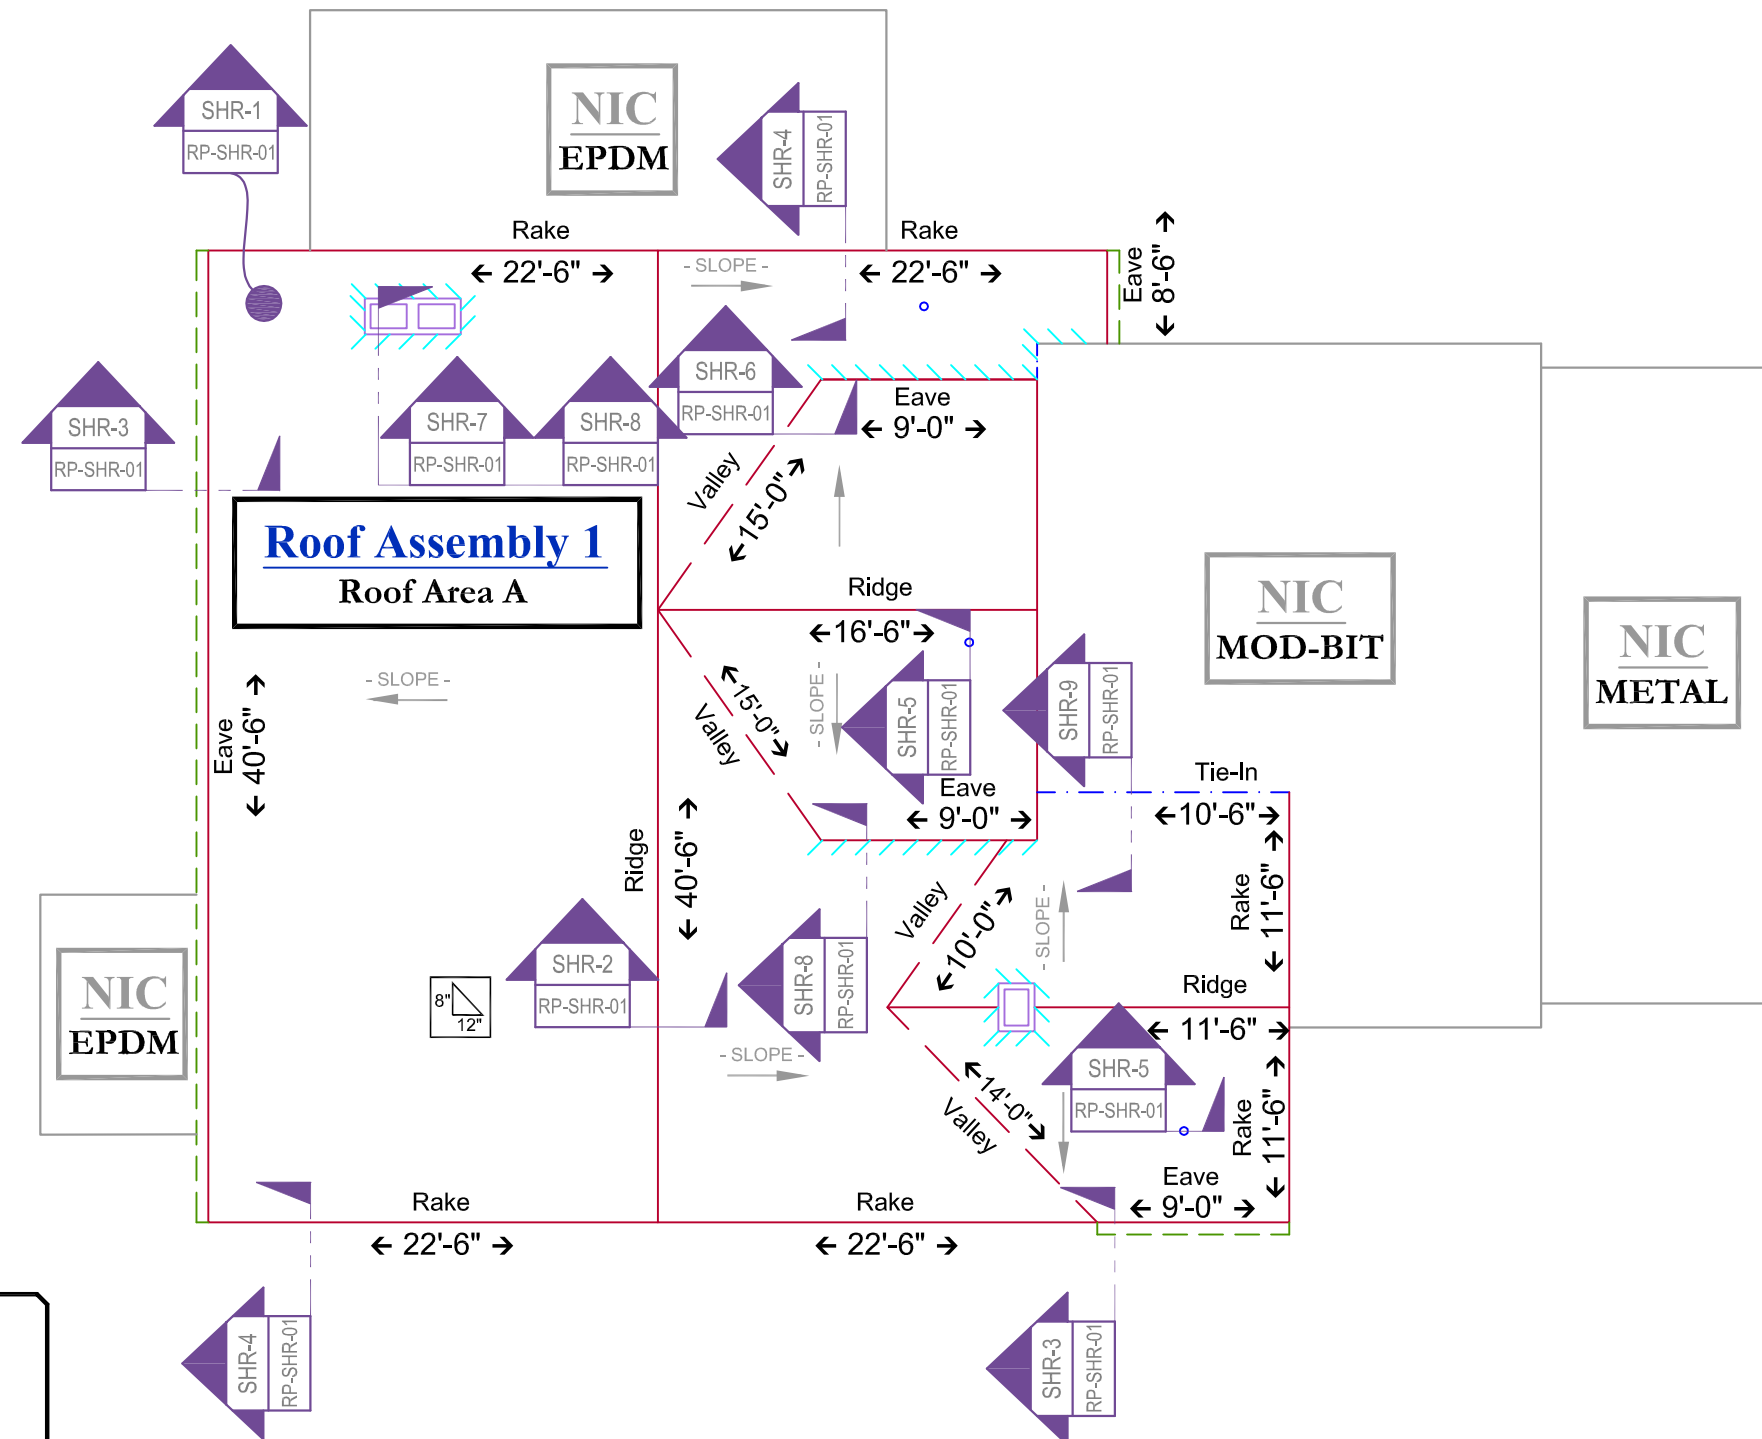 SHR-1
RP-SHR-01
NIC
EPDM
SHR-4
RP-SHR-01
Rake
← 22'-6" →
Rake
← 22'-6" →
Eave
← 8'-6" →
- SLOPE -
SHR-3
RP-SHR-01
SHR-7
RP-SHR-01
SHR-8
RP-SHR-01
SHR-6
RP-SHR-01
Eave
← 9'-0" →
Valley
←15'-0"→
Roof Assembly 1
Roof Area A
Ridge
←16'-6"→
NIC
MOD-BIT
NIC
METAL
- SLOPE -
Eave
← 40'-6" →
←15'-0"→
Valley
- SLOPE -
SHR-5
RP-SHR-01
SHR-9
RP-SHR-01
Eave
← 9'-0" →
Tie-In
←10'-6"→
Ridge
← 40'-6" →
Rake
← 11'-6" →
Valley
←10'-0"→
- SLOPE -
NIC
EPDM
8"
12"
SHR-2
RP-SHR-01
SHR-8
RP-SHR-01
- SLOPE -
Ridge
← 11'-6" →
←14'-0"→
Valley
SHR-5
RP-SHR-01
Rake
← 11'-6" →
Eave
← 9'-0" →
Rake
← 22'-6" →
Rake
← 22'-6" →
SHR-4
RP-SHR-01
SHR-3
RP-SHR-01